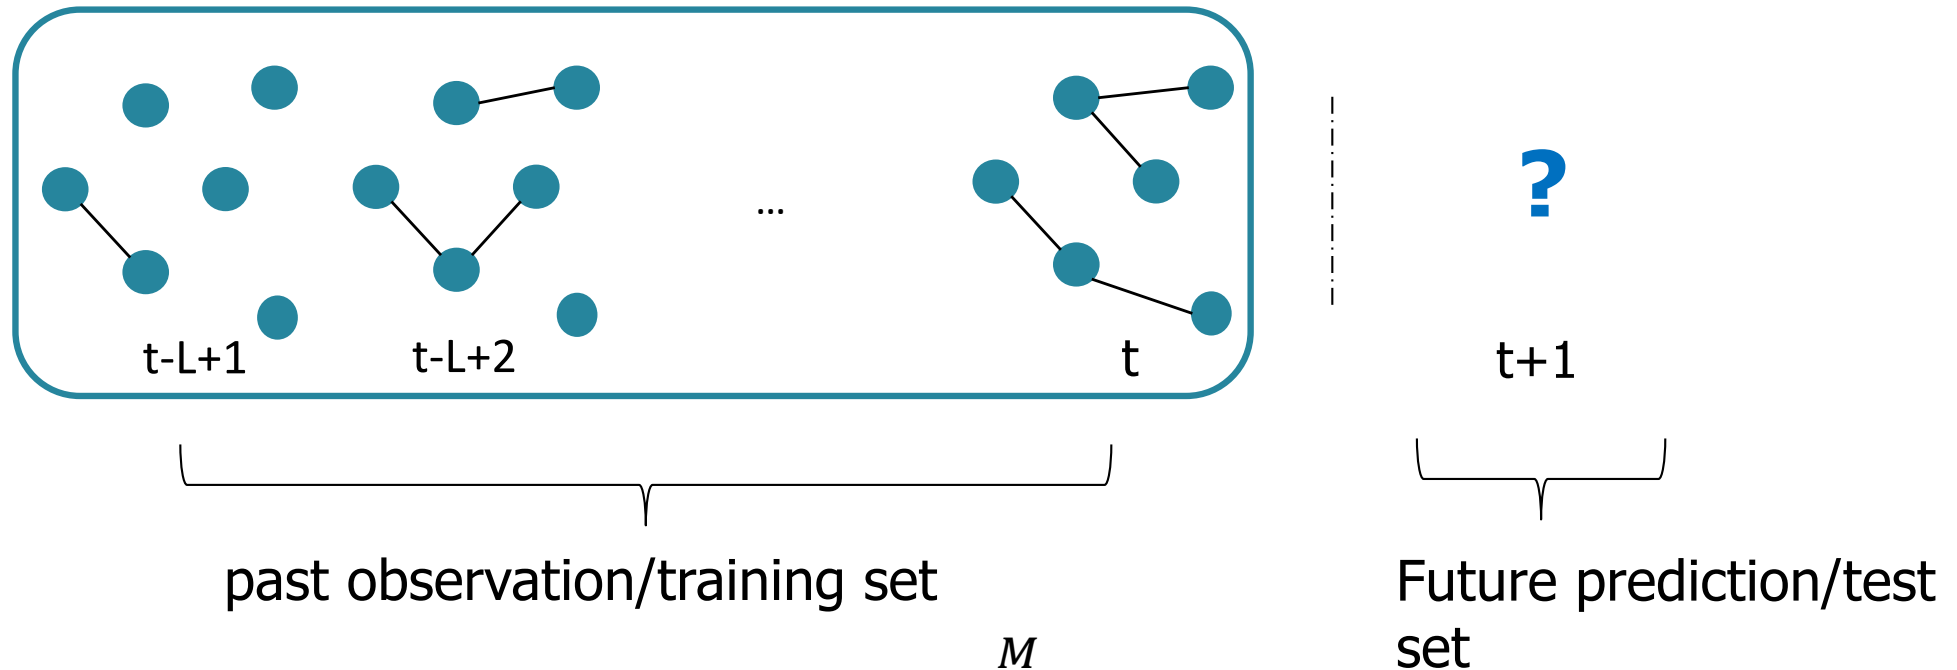 ...
?
t-L+1
t-L+2
t
t+1
past observation/training set
Future prediction/test
set
M